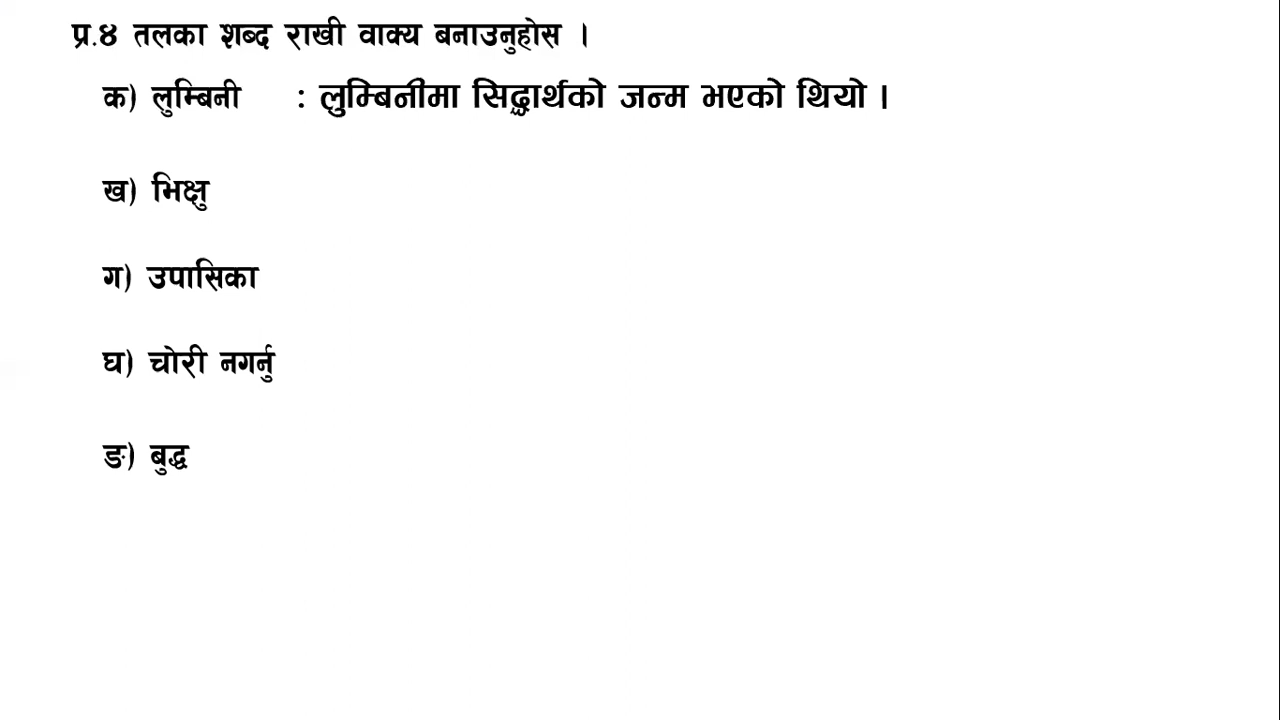 प्र.४ तलका शब्द राखी वाक्य बनाउनुहोस ।
क) लुम्बिनी : लुम्बिनीमा सिद्धार्थको जन्म भएको थियो ।
ख) भिक्षु
ग) उपासिका
घ) चोरी नगर्नु
ङ) बुद्ध